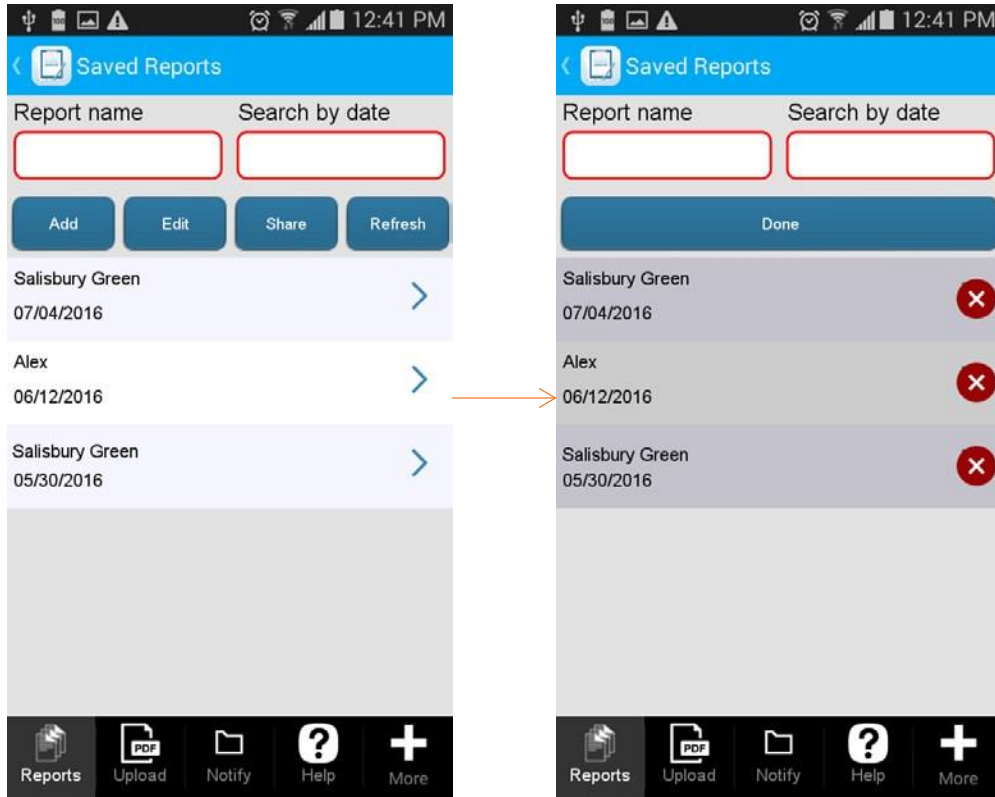 12:41 PM
Saved Reports
Report name Search by date
Add Edit Share Refresh
Salisbury Green
07/04/2016
Alex
06/12/2016
Salisbury Green
05/30/2016
PDF
Reports Upload Notify Help More
12:41 PM
Saved Reports
Report name Search by date
Done
Salisbury Green
07/04/2016
Alex
06/12/2016
Salisbury Green
05/30/2016
PDF
Reports Upload Notify Help More